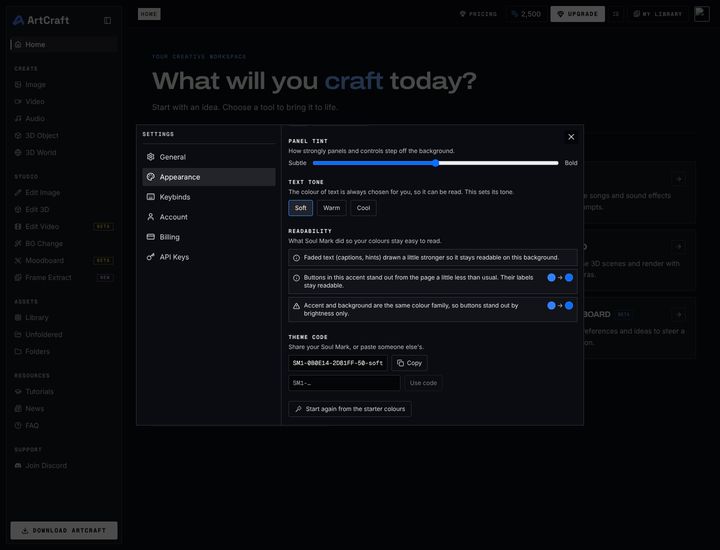 ArtCraft
HOME
PRICING
2,500
UPGRADE
MY LIBRARY
Home
CREATE
Image
Video
Audio
3D Object
3D World
STUDIO
Edit Image
Edit 3D
Edit Video BETA
BG Change
Moodboard BETA
Frame Extract NEW
ASSETS
Library
Unfoldered
Folders
RESOURCES
Tutorials
News
FAQ
SUPPORT
Join Discord
DOWNLOAD ARTCRAFT
YOUR CREATIVE WORKSPACE
What will you craft today?
Start with an idea. Choose a tool to bring it to life.
SETTINGS
General
Appearance
Keybinds
Account
Billing
API Keys
PANEL TINT
How strongly panels and controls step off the background.
Subtle
Bold
TEXT TONE
The colour of text is always chosen for you, so it can be read. This sets its tone.
Soft
Warm
Cool
READABILITY
What Soul Mark did so your colours stay easy to read.
Faded text (captions, hints) drawn a little stronger so it stays readable on this background.
Buttons in this accent stand out from the page a little less than usual. Their labels
stay readable.
Accent and background are the same colour family, so buttons stand out by
brightness only.
THEME CODE
Share your Soul Mark, or paste someone else's.
SM1-0B0E14-2D81FF-50-soft
Copy
SM1-…
Use code
Start again from the starter colours
songs and sound effects
3D scenes and render with
BOARD BETA
references and ideas to steer a